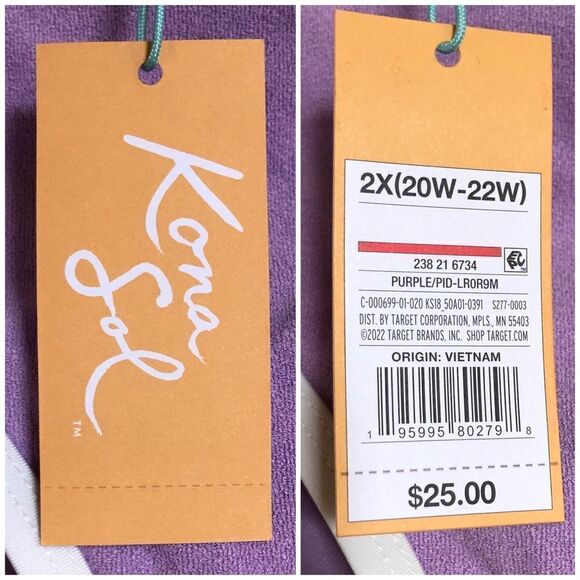 Kona
Sol
TM
2X(20W-22W)
238 21 6734
PURPLE/PID-LR0R9M
C-000699-01-020 KS18_50A01-0391 S277-0003
DIST. BY TARGET CORPORATION, MPLS., MN 55403
©2022 TARGET BRANDS, INC. SHOP TARGET.COM
ORIGIN: VIETNAM
1 95995 80279 8
$25.00